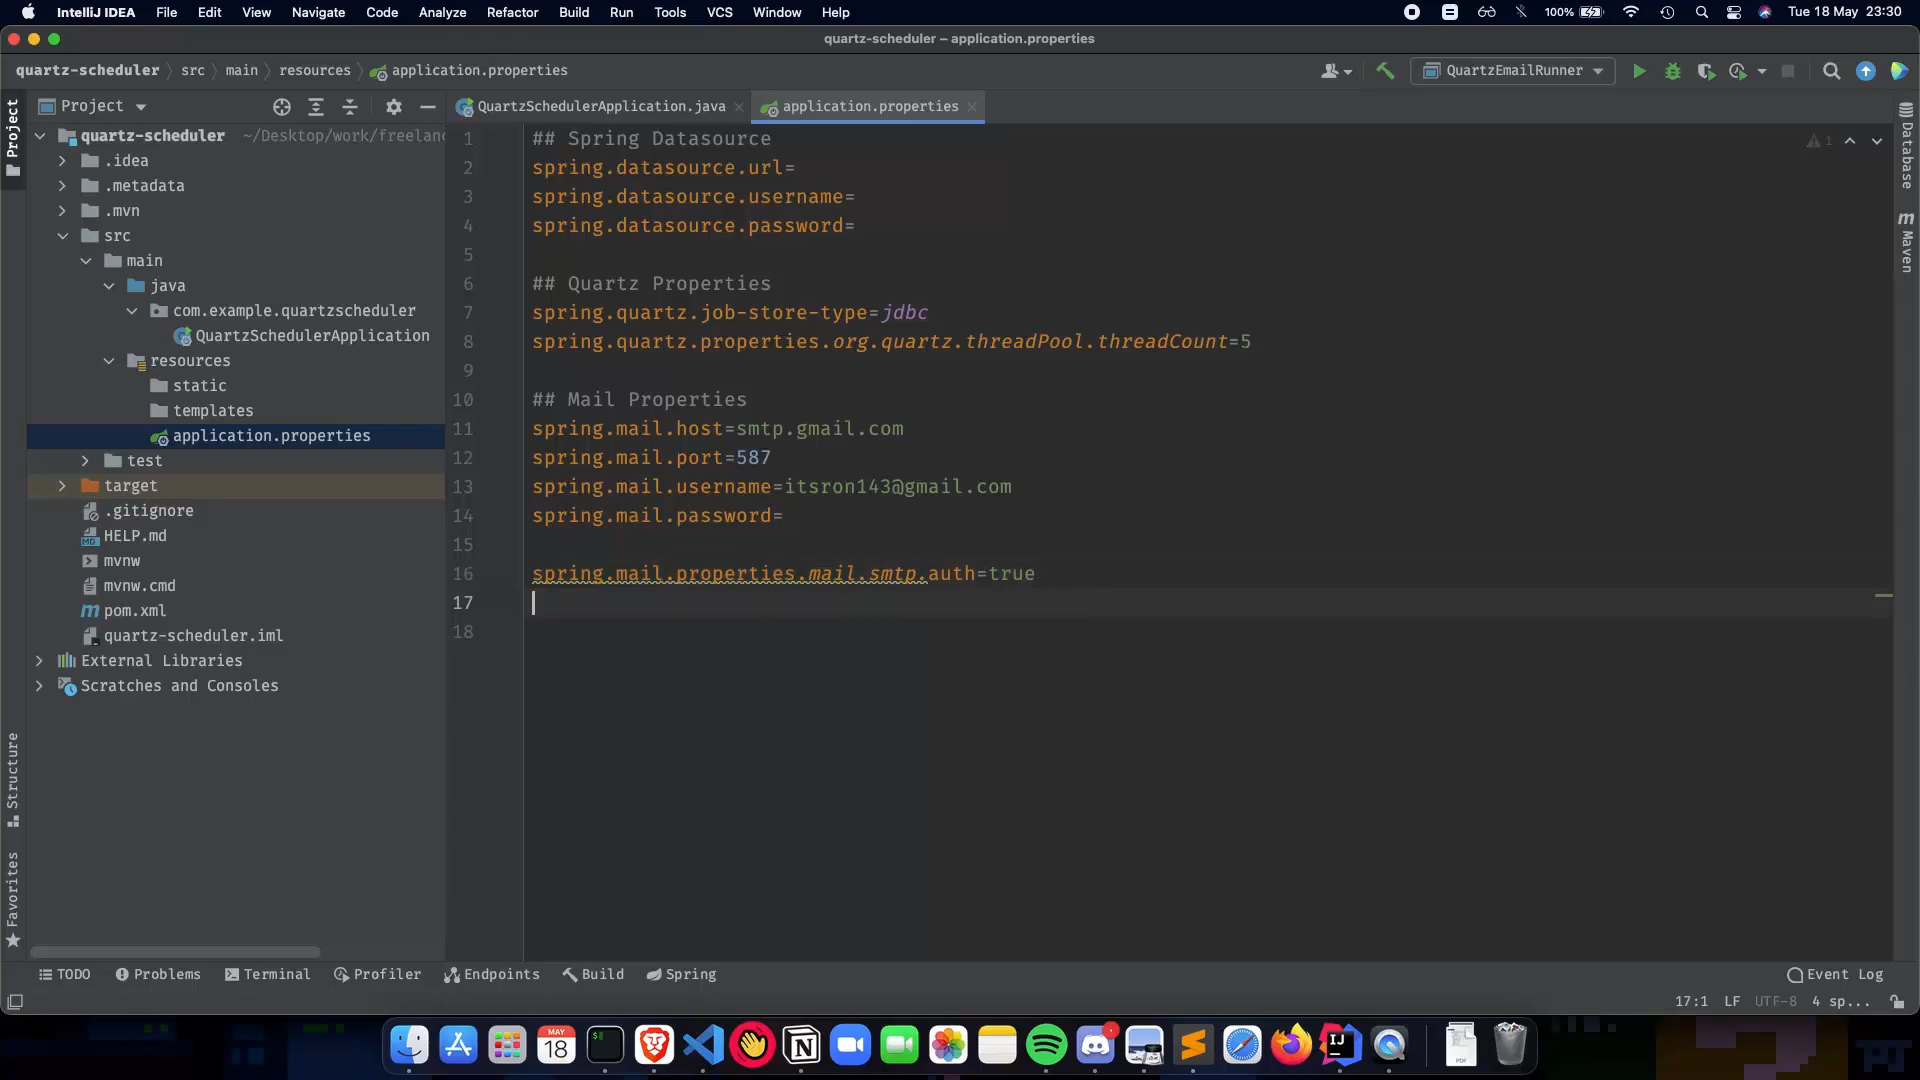 IntelliJ IDEA File Edit View Navigate Code Analyze Refactor Build Run Tools VCS Window Help 100% Tue 18 May 23:30
quartz-scheduler – application.properties
quartz-scheduler src main resources application.properties QuartzEmailRunner
Project
Project
QuartzSchedulerApplication.java
application.properties
quartz-scheduler ~/Desktop/work/freelanc
.idea
.metadata
.mvn
src
main
java
com.example.quartzscheduler
QuartzSchedulerApplication
resources
static
templates
application.properties
test
target
.gitignore
HELP.md
mvnw
mvnw.cmd
pom.xml
quartz-scheduler.iml
External Libraries
Scratches and Consoles
1 ## Spring Datasource
2 spring.datasource.url=
3 spring.datasource.username=
4 spring.datasource.password=
5
6 ## Quartz Properties
7 spring.quartz.job-store-type=jdbc
8 spring.quartz.properties.org.quartz.threadPool.threadCount=5
9
10 ## Mail Properties
11 spring.mail.host=smtp.gmail.com
12 spring.mail.port=587
13 spring.mail.username=itsron143@gmail.com
14 spring.mail.password=
15
16 spring.mail.properties.mail.smtp.auth=true
17
18
1
Database
Maven
Structure
Favorites
TODO Problems Terminal Profiler Endpoints Build Spring Event Log
17:1 LF UTF-8 4 sp...
MAY
18